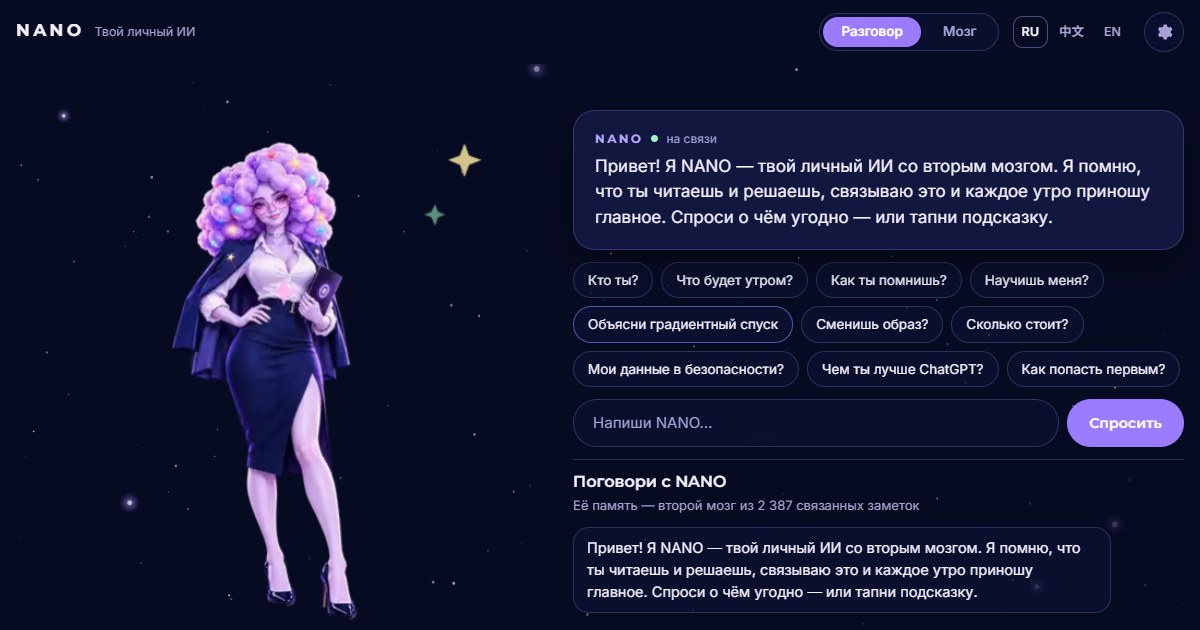 NANO Твой личный ИИ
Разговор Мозг RU 中文 EN
NANO на связи
Привет! Я NANO — твой личный ИИ со вторым мозгом. Я помню,
что ты читаешь и решаешь, связываю это и каждое утро приношу
главное. Спроси о чём угодно — или тапни подсказку.
Кто ты? Что будет утром? Как ты помнишь? Научишь меня?
Объясни градиентный спуск Сменишь образ? Сколько стоит?
Мои данные в безопасности? Чем ты лучше ChatGPT? Как попасть первым?
Напиши NANO... Спросить
Поговори с NANO
Её память — второй мозг из 2 387 связанных заметок
Привет! Я NANO — твой личный ИИ со вторым мозгом. Я помню, что
ты читаешь и решаешь, связываю это и каждое утро приношу
главное. Спроси о чём угодно — или тапни подсказку.